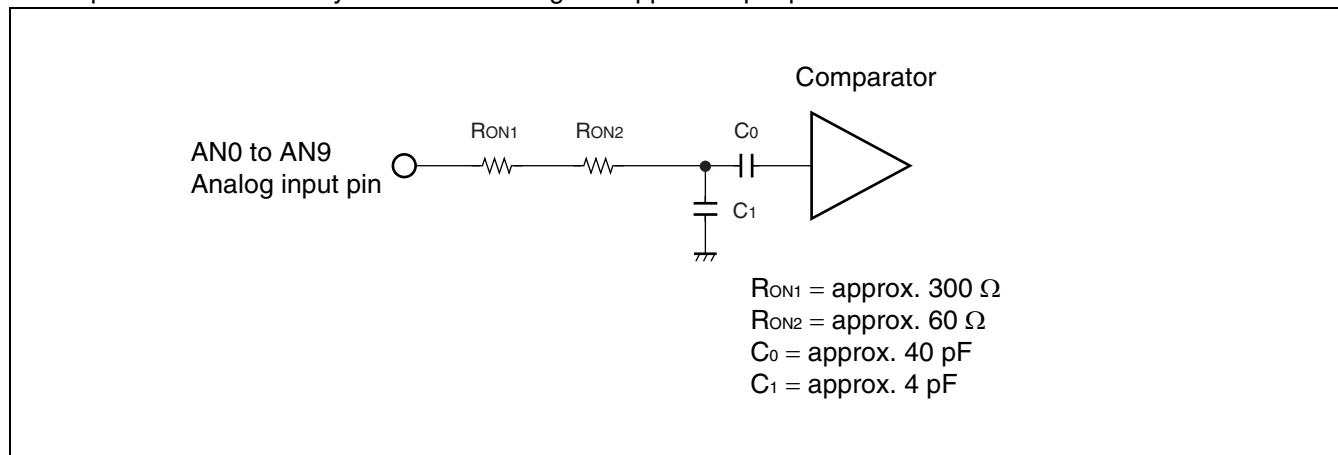 Comparator
RON1 RON2 C0
AN0 to AN9
Analog input pin
C1
RON1 = approx. 300 Ω
RON2 = approx. 60 Ω
C0 = approx. 40 pF
C1 = approx. 4 pF